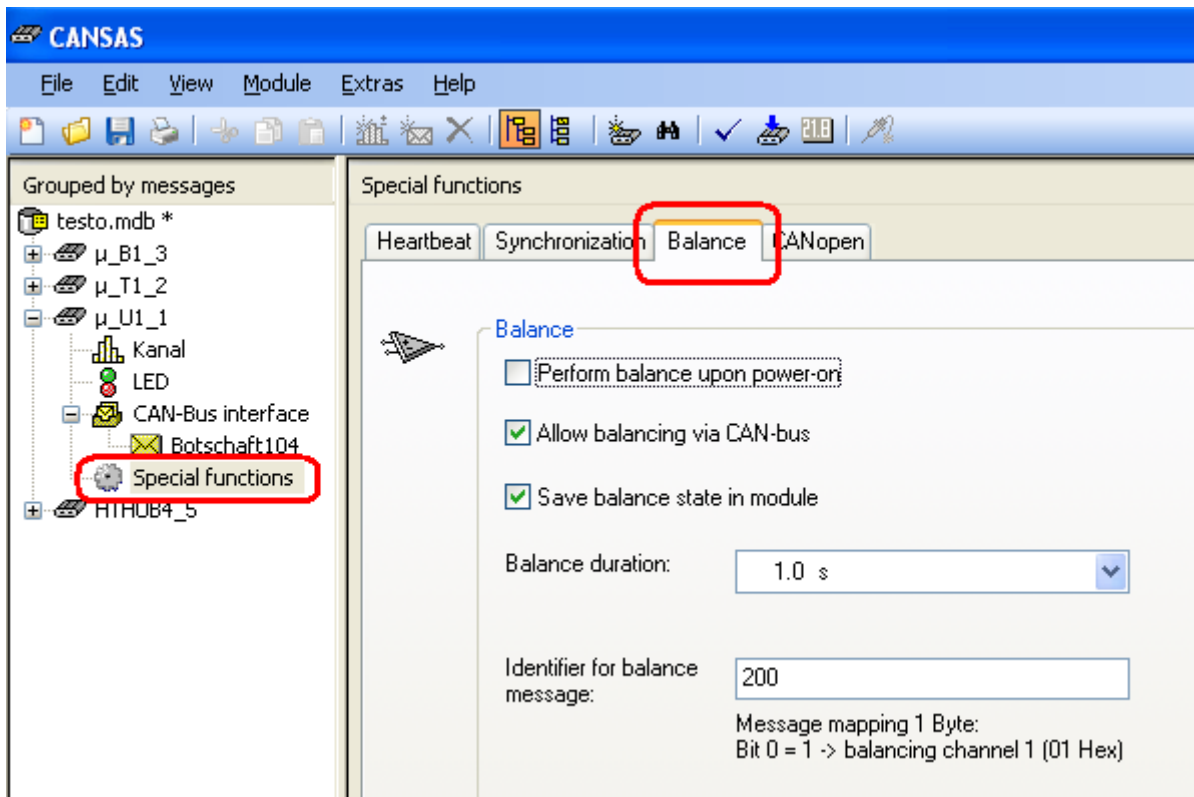 CANSAS
File Edit View Module Extras Help
21.8
Grouped by messages
testo.mdb *
µ_B1_3
µ_T1_2
µ_U1_1
Kanal
LED
CAN-Bus interface
Botschaft104
Special functions
HTHUB4_5
Special functions
Heartbeat Synchronization Balance CANopen
Balance
Perform balance upon power-on
Allow balancing via CAN-bus
Save balance state in module
Balance duration: 1.0 s
Identifier for balance
message:
200
Message mapping 1 Byte:
Bit 0 = 1 -> balancing channel 1 (01 Hex)